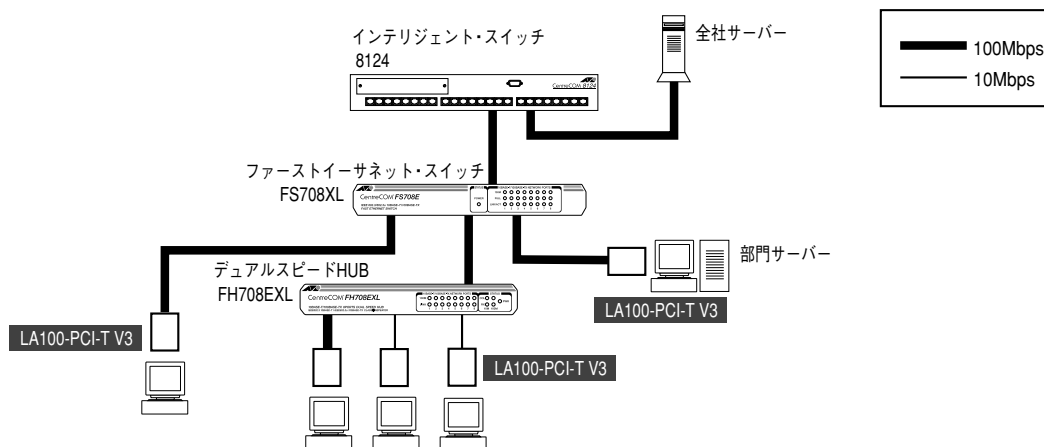 インテリジェント・スイッチ
8124
全社サーバー
100Mbps
10Mbps
CentreCOM 8124
ファーストイーサネット・スイッチ
FS708XL
CentreCOM FS708E
部門サーバー
デュアルスピードHUB
FH708EXL
CentreCOM FH708EXL
LA100-PCI-T V3
LA100-PCI-T V3
LA100-PCI-T V3